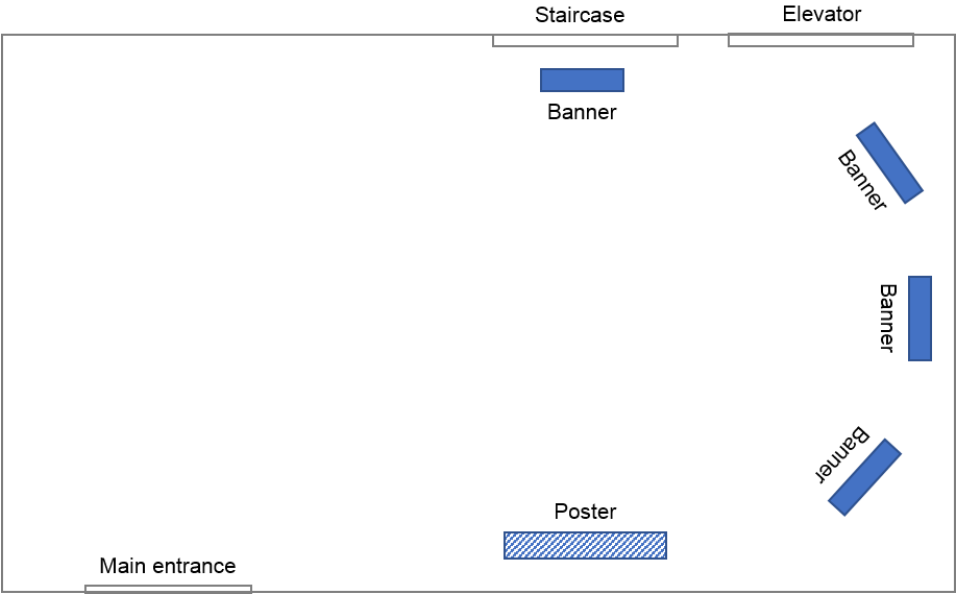 Staircase
Elevator
Banner
Banner
Banner
Banner
Poster
Main entrance